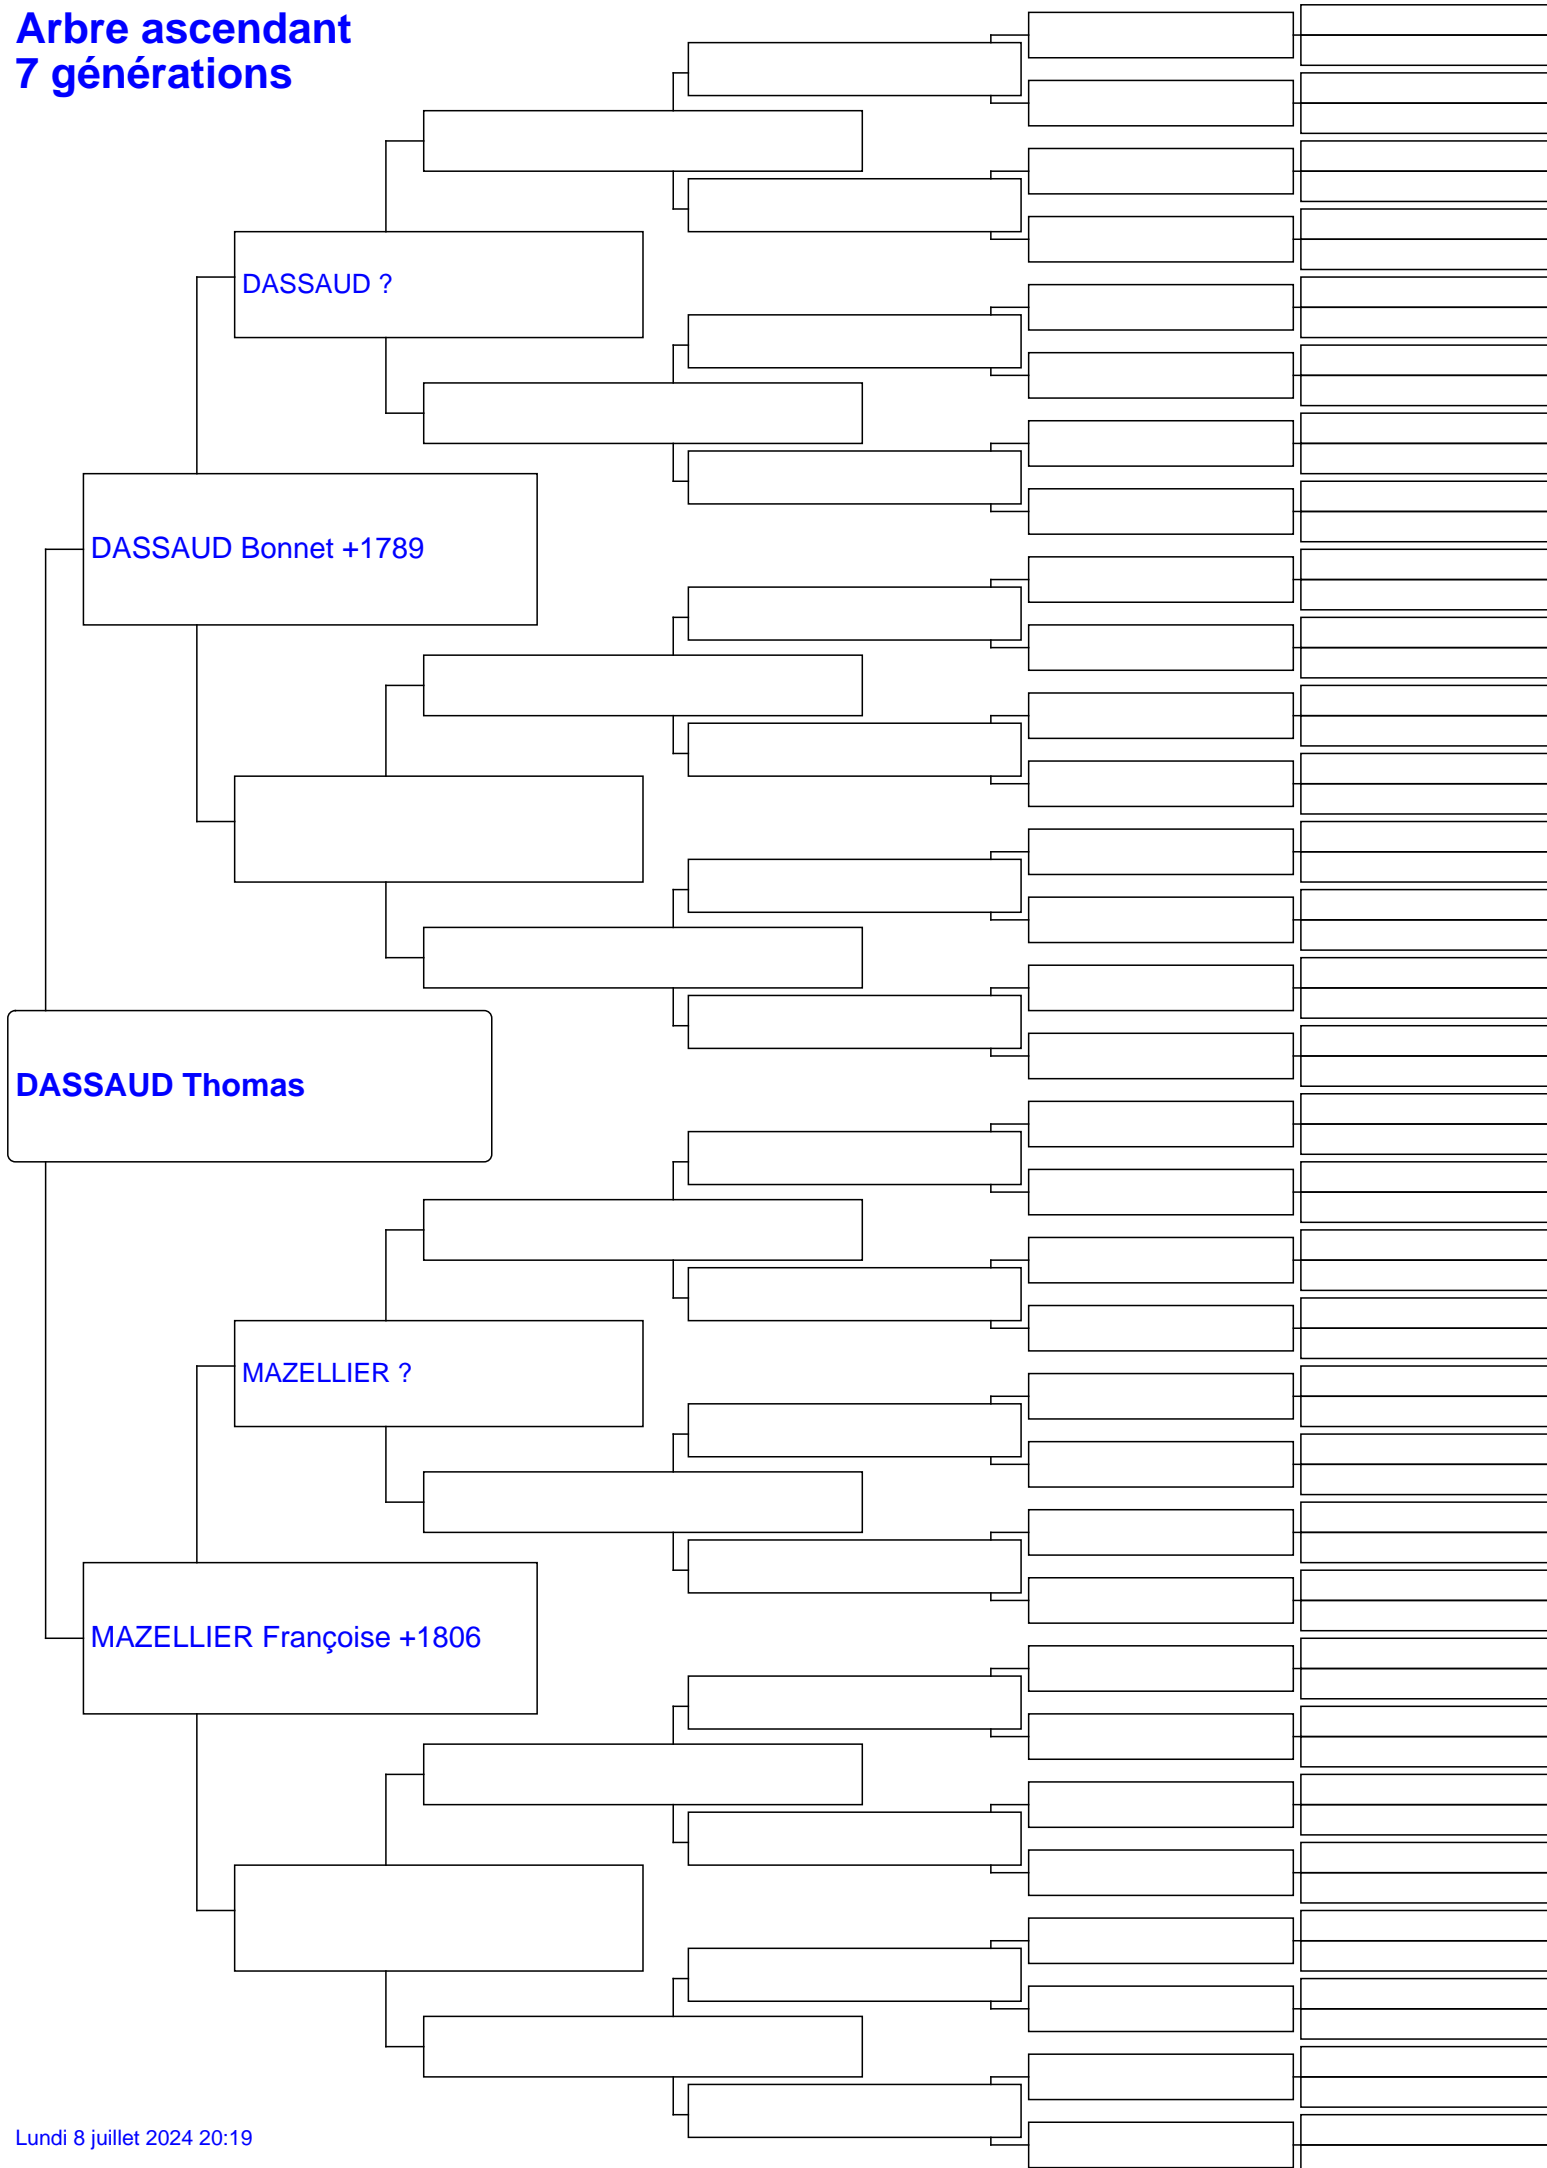 Arbre ascendant
7 générations
DASSAUD ?
DASSAUD Bonnet +1789
DASSAUD Thomas
MAZELLIER ?
MAZELLIER Françoise +1806
Lundi 8 juillet 2024 20:19